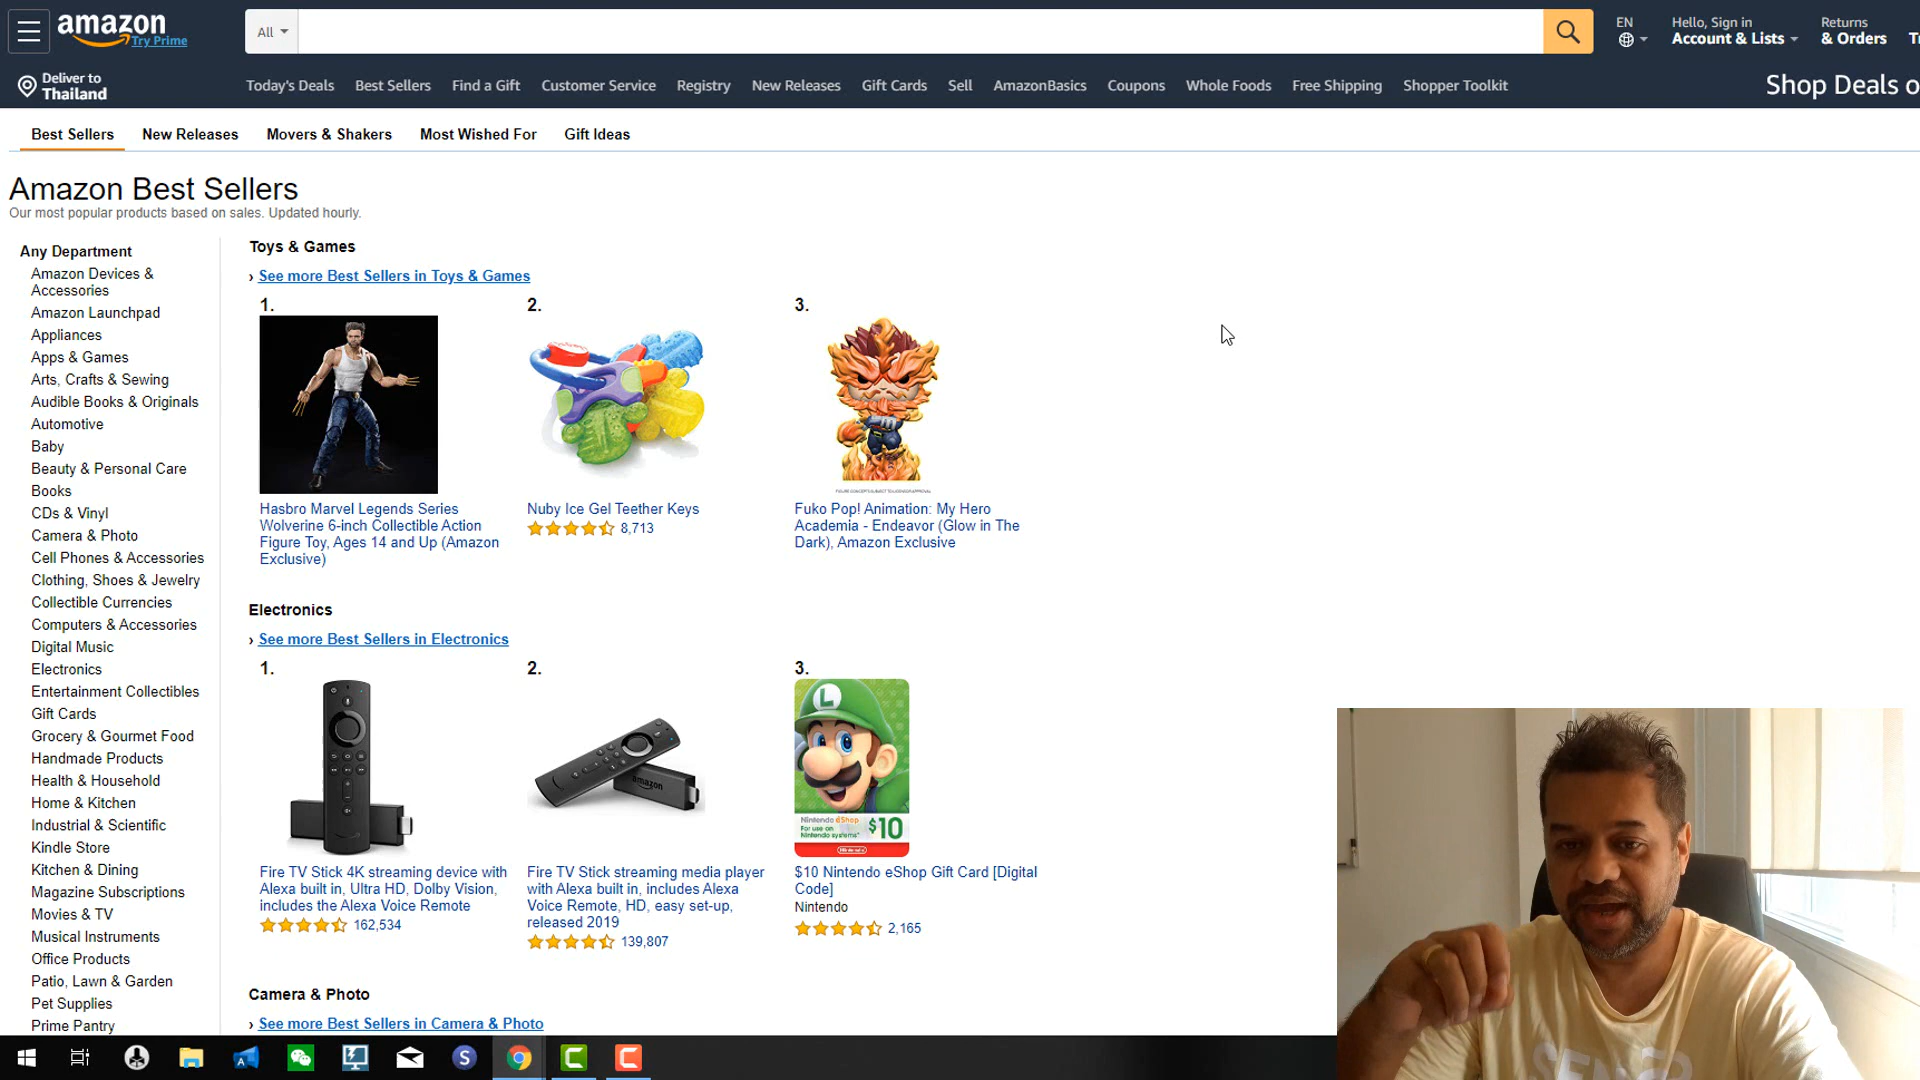 amazon
Try Prime
All
EN
Hello, Sign in
Account & Lists
Returns
& Orders
Deliver to
Thailand
Today's Deals
Best Sellers
Find a Gift
Customer Service
Registry
New Releases
Gift Cards
Sell
AmazonBasics
Coupons
Whole Foods
Free Shipping
Shopper Toolkit
Shop Deals o
Best Sellers
New Releases
Movers & Shakers
Most Wished For
Gift Ideas
Amazon Best Sellers
Our most popular products based on sales. Updated hourly.
Any Department
Amazon Devices &
Accessories
Amazon Launchpad
Appliances
Apps & Games
Arts, Crafts & Sewing
Audible Books & Originals
Automotive
Baby
Beauty & Personal Care
Books
CDs & Vinyl
Camera & Photo
Cell Phones & Accessories
Clothing, Shoes & Jewelry
Collectible Currencies
Computers & Accessories
Digital Music
Electronics
Entertainment Collectibles
Gift Cards
Grocery & Gourmet Food
Handmade Products
Health & Household
Home & Kitchen
Industrial & Scientific
Kindle Store
Kitchen & Dining
Magazine Subscriptions
Movies & TV
Musical Instruments
Office Products
Patio, Lawn & Garden
Pet Supplies
Prime Pantry
Toys & Games
› See more Best Sellers in Toys & Games
1.
Hasbro Marvel Legends Series
Wolverine 6-inch Collectible Action
Figure Toy, Ages 14 and Up (Amazon
Exclusive)
2.
Nuby Ice Gel Teether Keys
8,713
3.
Fuko Pop! Animation: My Hero
Academia - Endeavor (Glow in The
Dark), Amazon Exclusive
Electronics
› See more Best Sellers in Electronics
1.
Fire TV Stick 4K streaming device with
Alexa built in, Ultra HD, Dolby Vision,
includes the Alexa Voice Remote
162,534
2.
amazon
Fire TV Stick streaming media player
with Alexa built in, includes Alexa
Voice Remote, HD, easy set-up,
released 2019
139,807
3.
L
Nintendo eShop
For use on
Nintendo systems*
$10
Nintendo
$10 Nintendo eShop Gift Card [Digital
Code]
Nintendo
2,165
Camera & Photo
› See more Best Sellers in Camera & Photo